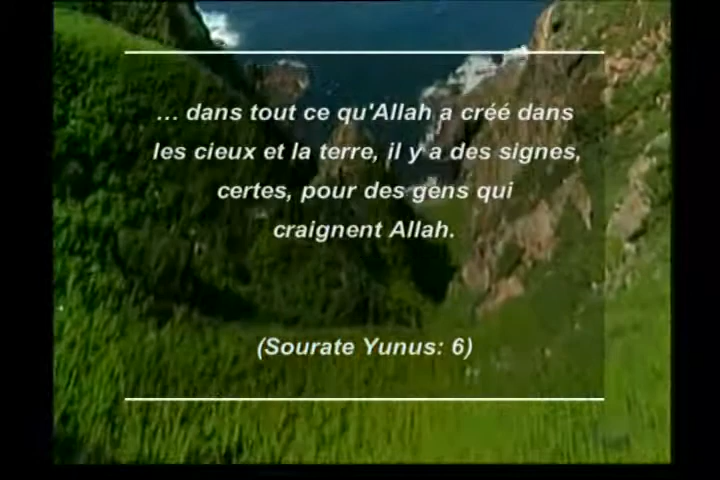 ... dans tout ce qu'Allah a créé dans
les cieux et la terre, il y a des signes,
certes, pour des gens qui
craignent Allah.
(Sourate Yunus: 6)